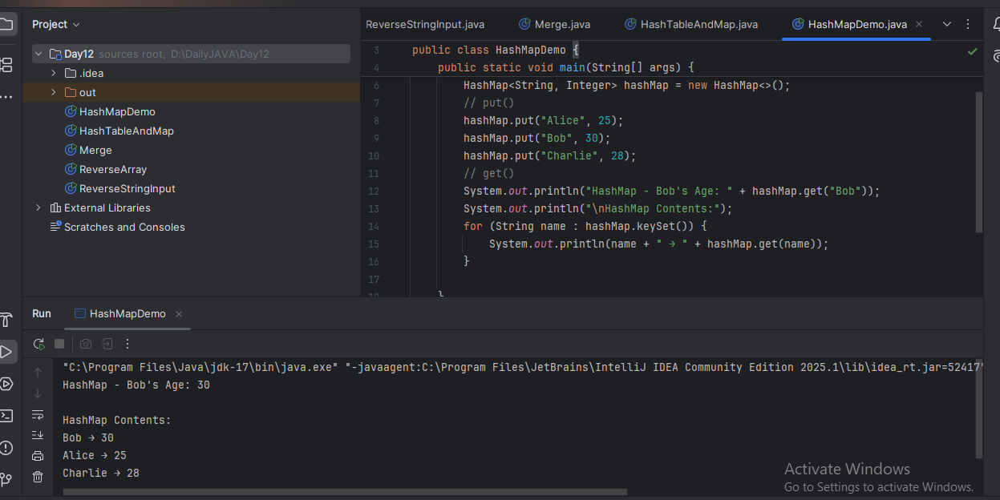 Project
ReverseStringInput.java
Merge.java
HashTableAndMap.java
HashMapDemo.java
Day12 sources root, D:\DailyJAVA\Day12
.idea
out
HashMapDemo
HashTableAndMap
Merge
ReverseArray
ReverseStringInput
External Libraries
Scratches and Consoles
3 public class HashMapDemo {
4 public static void main(String[] args) {
6 HashMap<String, Integer> hashMap = new HashMap<>();
7 // put()
8 hashMap.put("Alice", 25);
9 hashMap.put("Bob", 30);
10 hashMap.put("Charlie", 28);
11 // get()
12 System.out.println("HashMap - Bob's Age: " + hashMap.get("Bob"));
13 System.out.println("\nHashMap Contents:");
14 for (String name : hashMap.keySet()) {
15 System.out.println(name + " → " + hashMap.get(name));
16 }
17
18 }
Run
HashMapDemo
"C:\Program Files\Java\jdk-17\bin\java.exe" "-javaagent:C:\Program Files\JetBrains\IntelliJ IDEA Community Edition 2025.1\lib\idea_rt.jar=52417"
HashMap - Bob's Age: 30
HashMap Contents:
Bob → 30
Alice → 25
Charlie → 28
Activate Windows
Go to Settings to activate Windows.